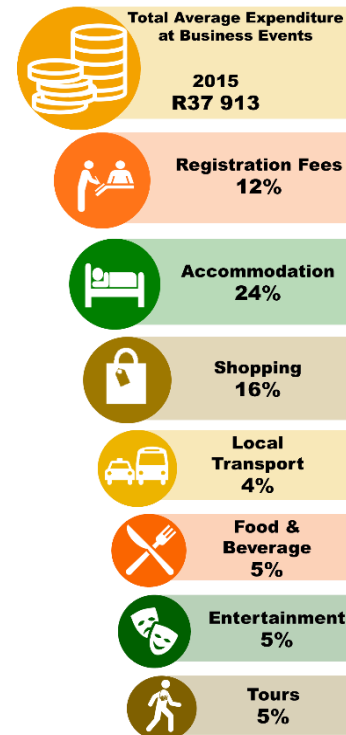 Total Average Expenditure
at Business Events
2015
R37 913
Registration Fees
12%
Accommodation
24%
Shopping
16%
Local
Transport
4%
Food &
Beverage
5%
Entertainment
5%
Tours
5%